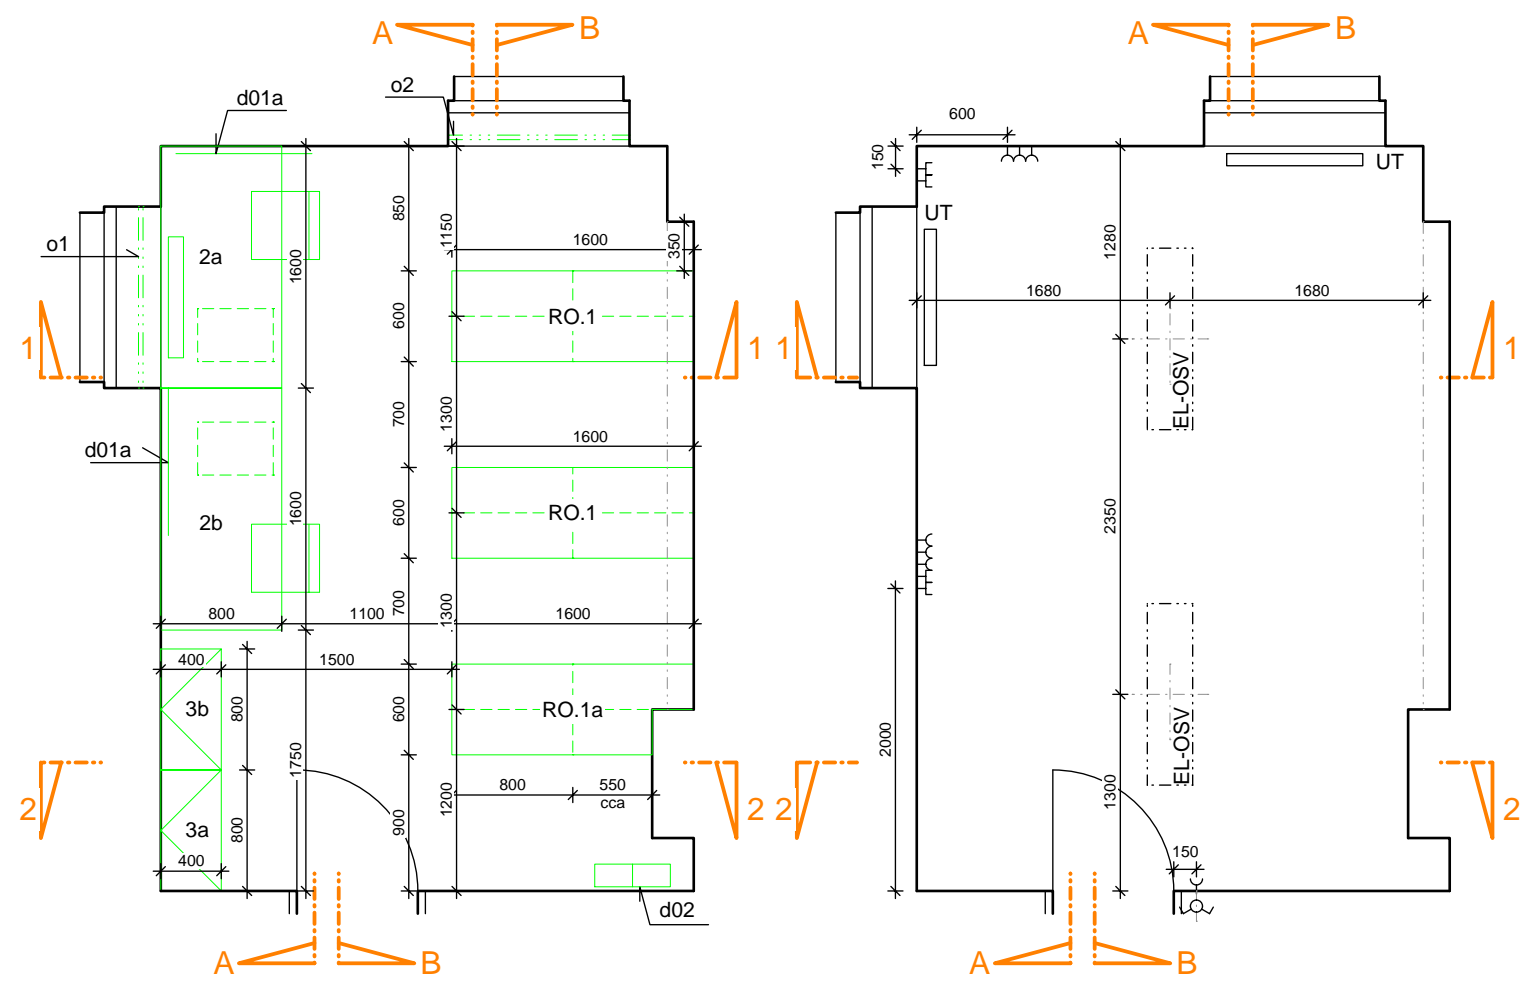 A
B
A
B
o2
d01a
600
150
UT
UT
850
1150
1600
350
1280
o1
2a
1600
1680
1680
600
RO.1
1
1
1
1
EL-OSV
700
1300
1600
d01a
2b
1600
600
RO.1
2350
700
1300
800
1100
1600
400
1500
3b
800
600
RO.1a
2000
EL-OSV
1750
800
550
cca
1200
1300
2
2
2
2
3a
800
900
400
150
d02
A
B
A
B